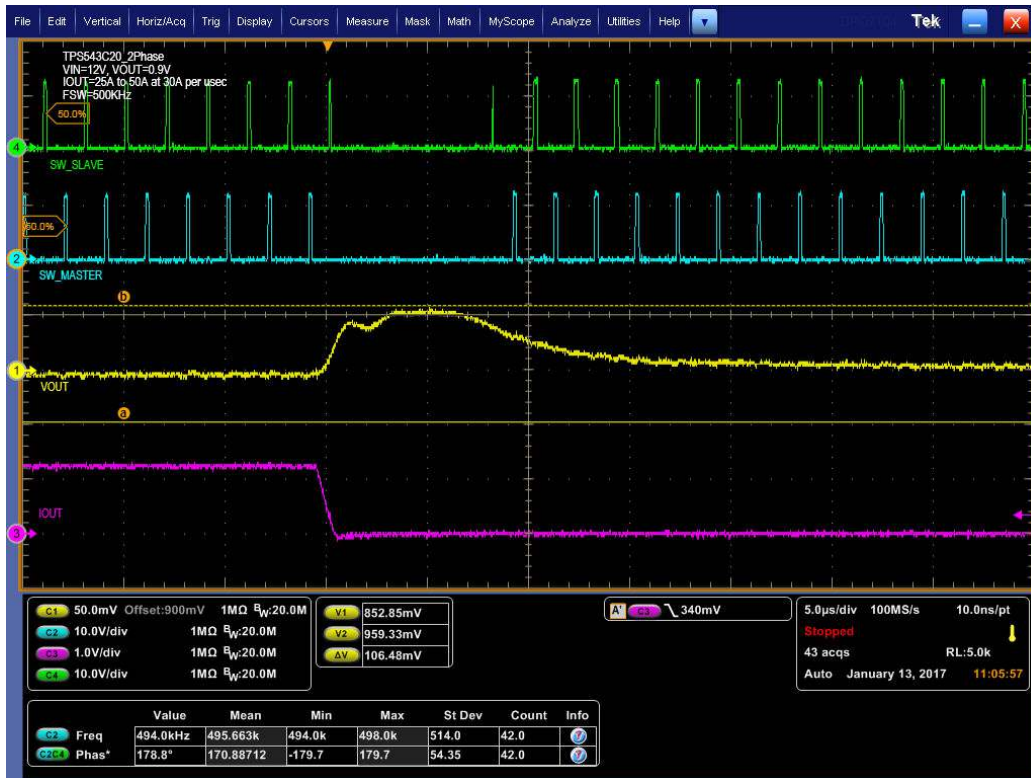 File Edit Vertical Horiz/Acq Trig Display Cursors Measure Mask Math MyScope Analyze Utilities Help Tek X
TPS543C20_2Phase
VIN=12V, VOUT=0.9V
IOUT=25A to 50A at 30A per usec
FSW=500KHz
50.0%
4
SW_SLAVE
50.0%
2
SW_MASTER
b
1
VOUT
a
IOUT
3
C1 50.0mV Offset:900mV 1MΩ BW:20.0M
C2 10.0V/div 1MΩ BW:20.0M
C3 1.0V/div 1MΩ BW:20.0M
C4 10.0V/div 1MΩ BW:20.0M
V1 852.85mV
V2 959.33mV
ΔV 106.48mV
A' C3 340mV
5.0µs/div 100MS/s 10.0ns/pt
Stopped
43 acqs RL:5.0k
Auto January 13, 2017 11:05:57
Value Mean Min Max St Dev Count Info
C2 Freq 494.0kHz 495.663k 494.0k 498.0k 514.0 42.0
C2C4 Phas* 178.8° 170.88712 -179.7 179.7 54.35 42.0